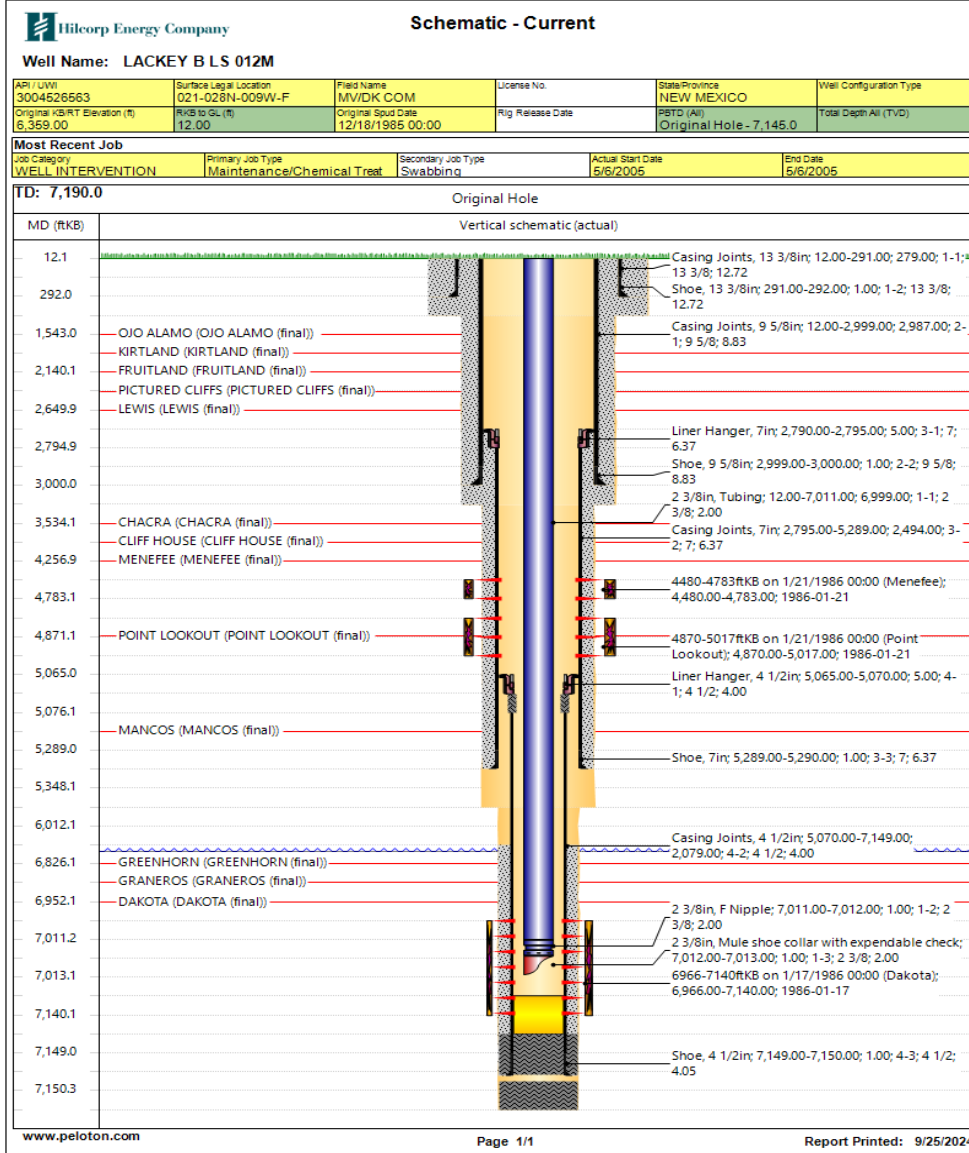 Hilcorp Energy Company
Schematic - Current
Well Name: LACKEY B LS 012M
API / UWI
3004526563
Surface Legal Location
021-028N-009W-F
Field Name
MV/DK COM
License No.
State/Province
NEW MEXICO
Well Configuration Type
Original KB/RT Elevation (ft)
6,359.00
RKB to GL (ft)
12.00
Original Spud Date
12/18/1985 00:00
Rig Release Date
PBTD (All)
Original Hole - 7,145.0
Total Depth All (TVD)
Most Recent Job
Job Category
WELL INTERVENTION
Primary Job Type
Maintenance/Chemical Treat
Secondary Job Type
Swabbing
Actual Start Date
5/6/2005
End Date
5/6/2005
TD: 7,190.0
Original Hole
MD (ftKB)
Vertical schematic (actual)
12.1
292.0
1,543.0
2,140.1
2,649.9
2,794.9
3,000.0
3,534.1
4,256.9
4,783.1
4,871.1
5,065.0
5,076.1
5,289.0
5,348.1
6,012.1
6,826.1
6,952.1
7,011.2
7,013.1
7,140.1
7,149.0
7,150.3
OJO ALAMO (OJO ALAMO (final))
KIRTLAND (KIRTLAND (final))
FRUITLAND (FRUITLAND (final))
PICTURED CLIFFS (PICTURED CLIFFS (final))
LEWIS (LEWIS (final))
CHACRA (CHACRA (final))
CLIFF HOUSE (CLIFF HOUSE (final))
MENEFEE (MENEFEE (final))
POINT LOOKOUT (POINT LOOKOUT (final))
MANCOS (MANCOS (final))
GREENHORN (GREENHORN (final))
GRANEROS (GRANEROS (final))
DAKOTA (DAKOTA (final))
Casing Joints, 13 3/8in; 12.00-291.00; 279.00; 1-1;
13 3/8; 12.72
Shoe, 13 3/8in; 291.00-292.00; 1.00; 1-2; 13 3/8;
12.72
Casing Joints, 9 5/8in; 12.00-2,999.00; 2,987.00; 2-
1; 9 5/8; 8.83
Liner Hanger, 7in; 2,790.00-2,795.00; 5.00; 3-1; 7;
6.37
Shoe, 9 5/8in; 2,999.00-3,000.00; 1.00; 2-2; 9 5/8;
8.83
2 3/8in, Tubing; 12.00-7,011.00; 6,999.00; 1-1; 2
3/8; 2.00
Casing Joints, 7in; 2,795.00-5,289.00; 2,494.00; 3-
2; 7; 6.37
4480-4783ftKB on 1/21/1986 00:00 (Menefee);
4,480.00-4,783.00; 1986-01-21
4870-5017ftKB on 1/21/1986 00:00 (Point
Lookout); 4,870.00-5,017.00; 1986-01-21
Liner Hanger, 4 1/2in; 5,065.00-5,070.00; 5.00; 4-
1; 4 1/2; 4.00
Shoe, 7in; 5,289.00-5,290.00; 1.00; 3-3; 7; 6.37
Casing Joints, 4 1/2in; 5,070.00-7,149.00;
2,079.00; 4-2; 4 1/2; 4.00
2 3/8in, F Nipple; 7,011.00-7,012.00; 1.00; 1-2; 2
3/8; 2.00
2 3/8in, Mule shoe collar with expendable check;
7,012.00-7,013.00; 1.00; 1-3; 2 3/8; 2.00
6966-7140ftKB on 1/17/1986 00:00 (Dakota);
6,966.00-7,140.00; 1986-01-17
Shoe, 4 1/2in; 7,149.00-7,150.00; 1.00; 4-3; 4 1/2;
4.05
www.peloton.com
Page 1/1
Report Printed: 9/25/2024